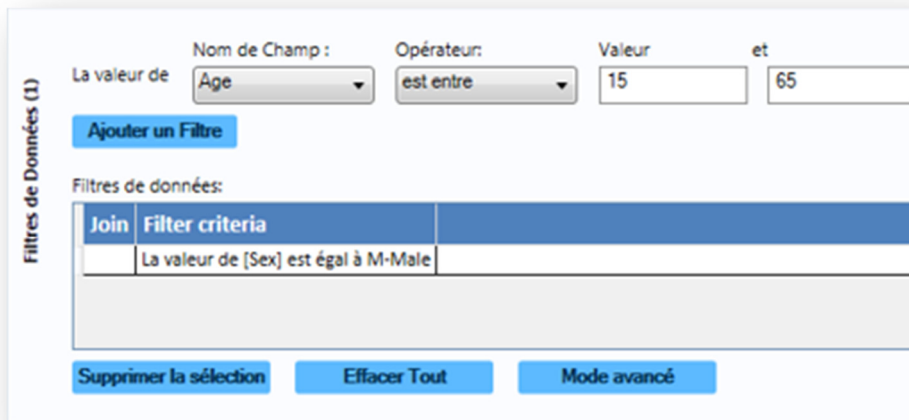 Filtres de Données (1)
Nom de Champ : Opérateur: Valeur et
La valeur de Age est entre 15 65
Ajouter un Filtre
Filtres de données:
Join Filter criteria
La valeur de [Sex] est égal à M-Male
Supprimer la sélection Effacer Tout Mode avancé